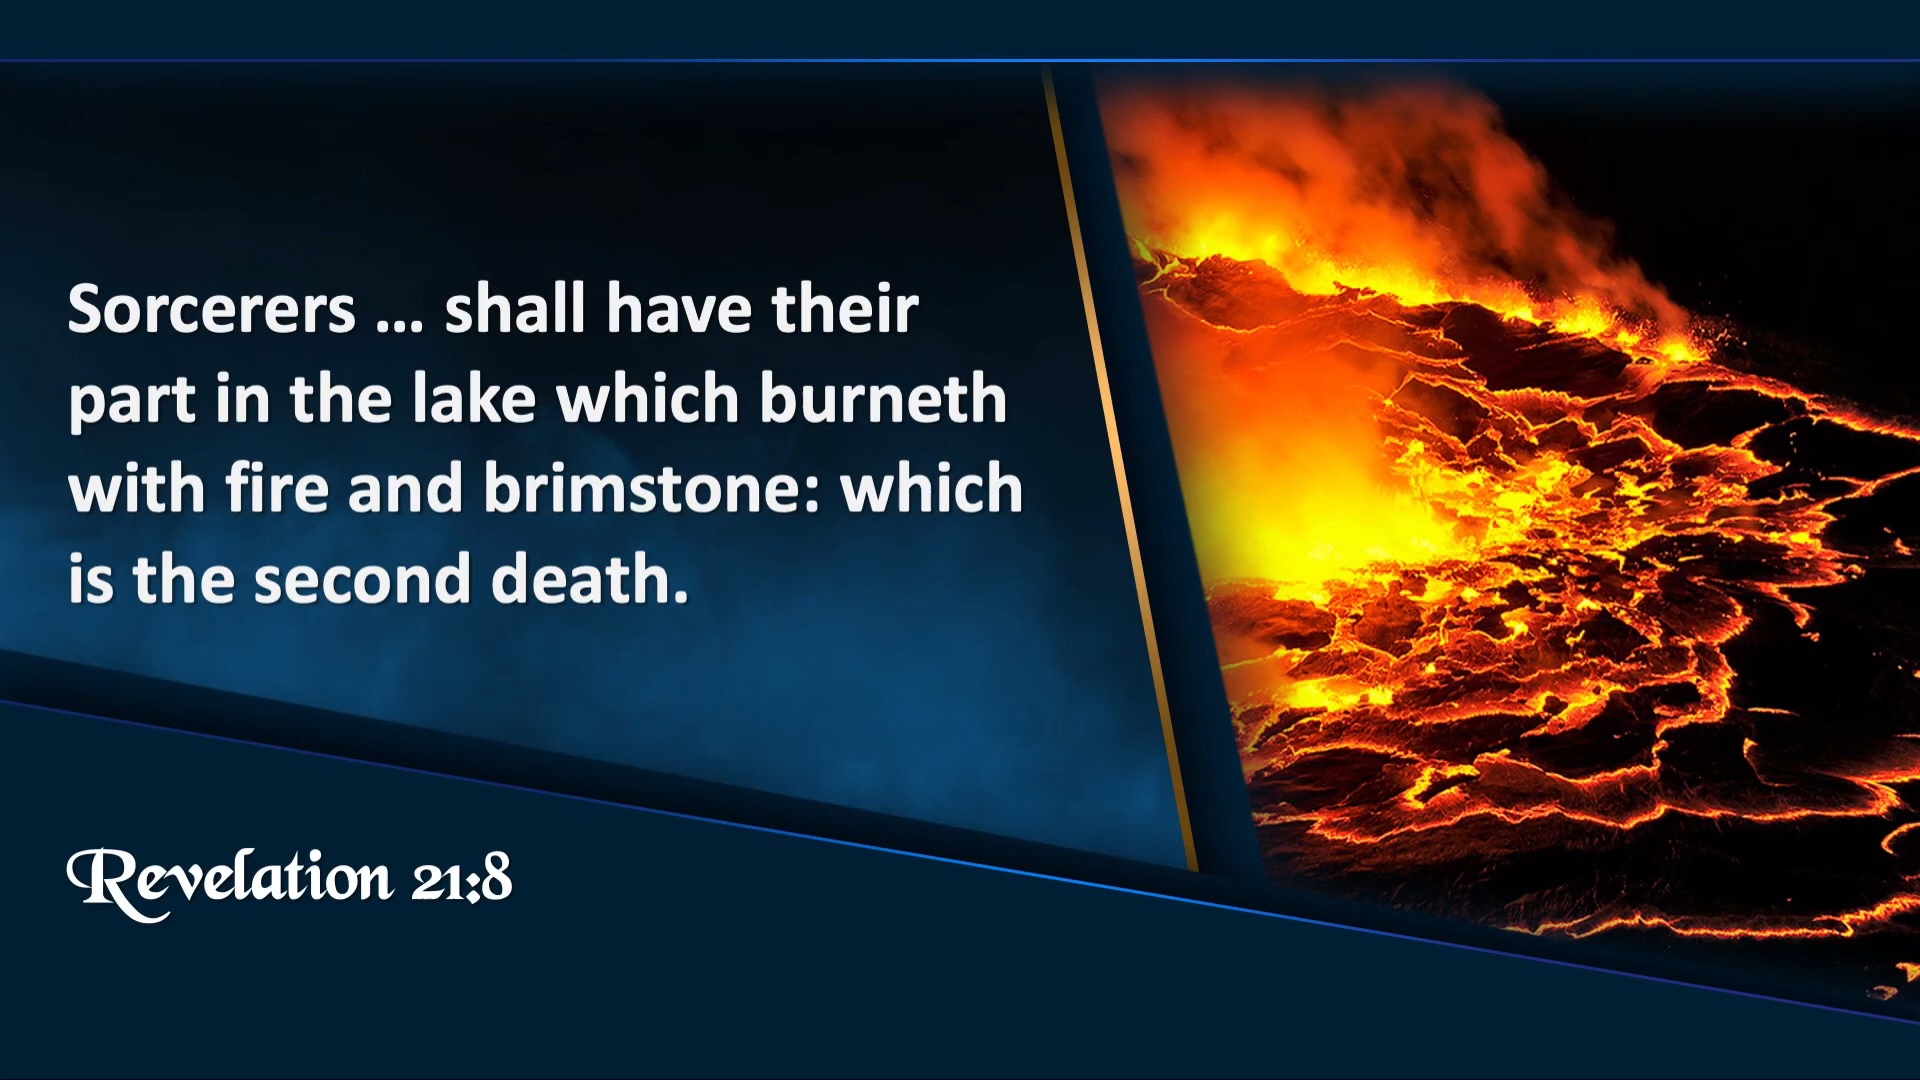 Sorcerers ... shall have their
part in the lake which burneth
with fire and brimstone: which
is the second death.
Revelation 21:8